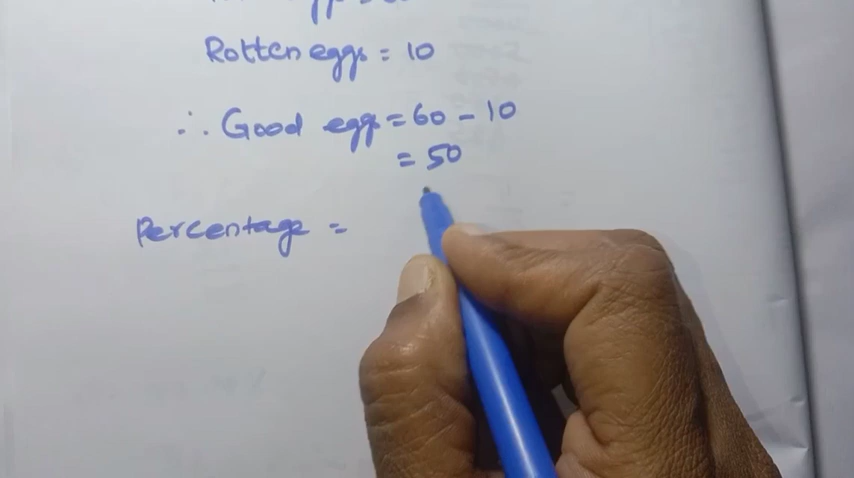 Rotten eggs = 10
∴ Good egg = 60 - 10
= 50
Percentage =